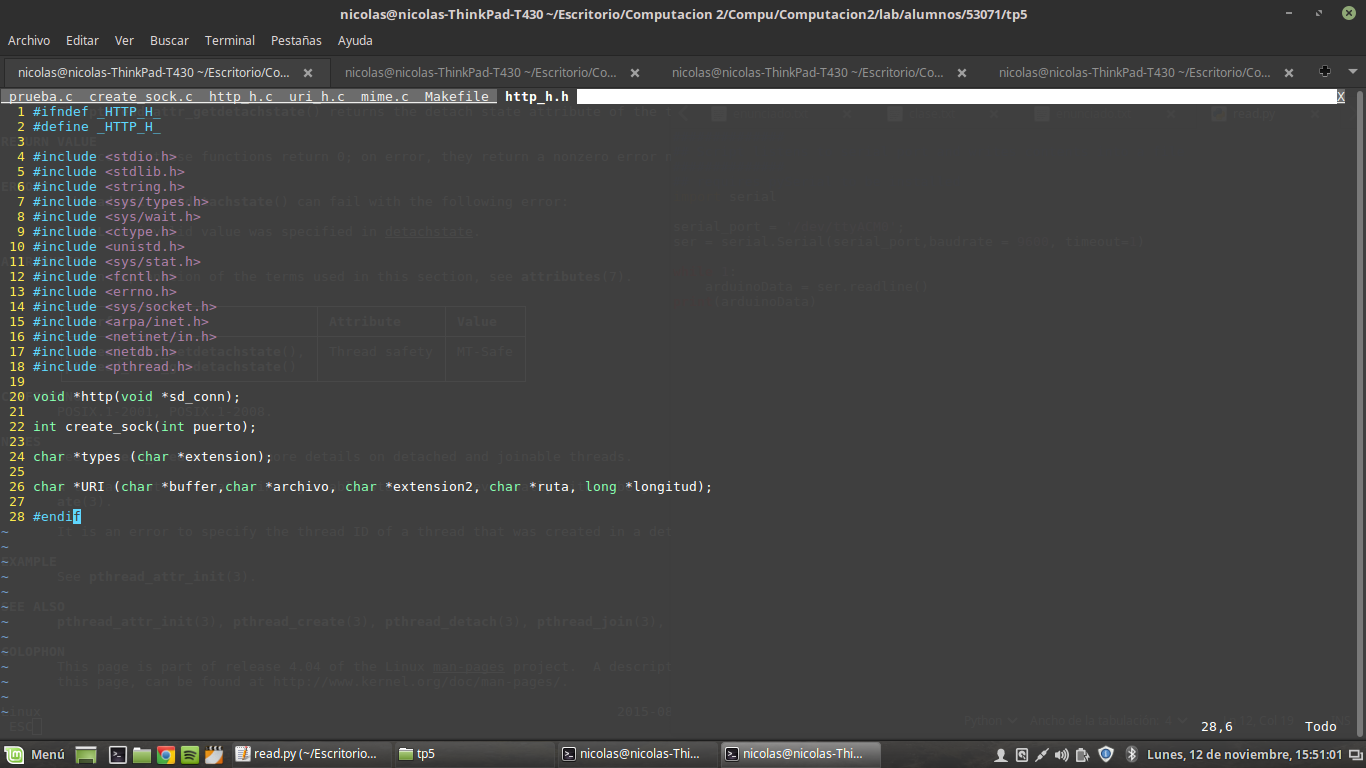 nicolas@nicolas-ThinkPad-T430 ~/Escritorio/Computacion 2/Compu/Computacion2/lab/alumnos/53071/tp5
Archivo Editar Ver Buscar Terminal Pestañas Ayuda
nicolas@nicolas-ThinkPad-T430 ~/Escritorio/Co... nicolas@nicolas-ThinkPad-T430 ~/Escritorio/Co... nicolas@nicolas-ThinkPad-T430 ~/Escritorio/Co... nicolas@nicolas-ThinkPad-T430 ~/Escritorio/Co...
prueba.c create_sock.c http_h.c uri_h.c mime.c Makefile http_h.h X
1 #ifndef _HTTP_H_
2 #define _HTTP_H_
3
4 #include <stdio.h>
5 #include <stdlib.h>
6 #include <string.h>
7 #include <sys/types.h>
8 #include <sys/wait.h>
9 #include <ctype.h>
10 #include <unistd.h>
11 #include <sys/stat.h>
12 #include <fcntl.h>
13 #include <errno.h>
14 #include <sys/socket.h>
15 #include <arpa/inet.h>
16 #include <netinet/in.h>
17 #include <netdb.h>
18 #include <pthread.h>
19
20 void *http(void *sd_conn);
21
22 int create_sock(int puerto);
23
24 char *types (char *extension);
25
26 char *URI (char *buffer,char *archivo, char *extension2, char *ruta, long *longitud);
27
28 #endif
28,6 Todo
Menú read.py (~/Escritorio... tp5 nicolas@nicolas-Thi... nicolas@nicolas-Thi... Lunes, 12 de noviembre, 15:51:01